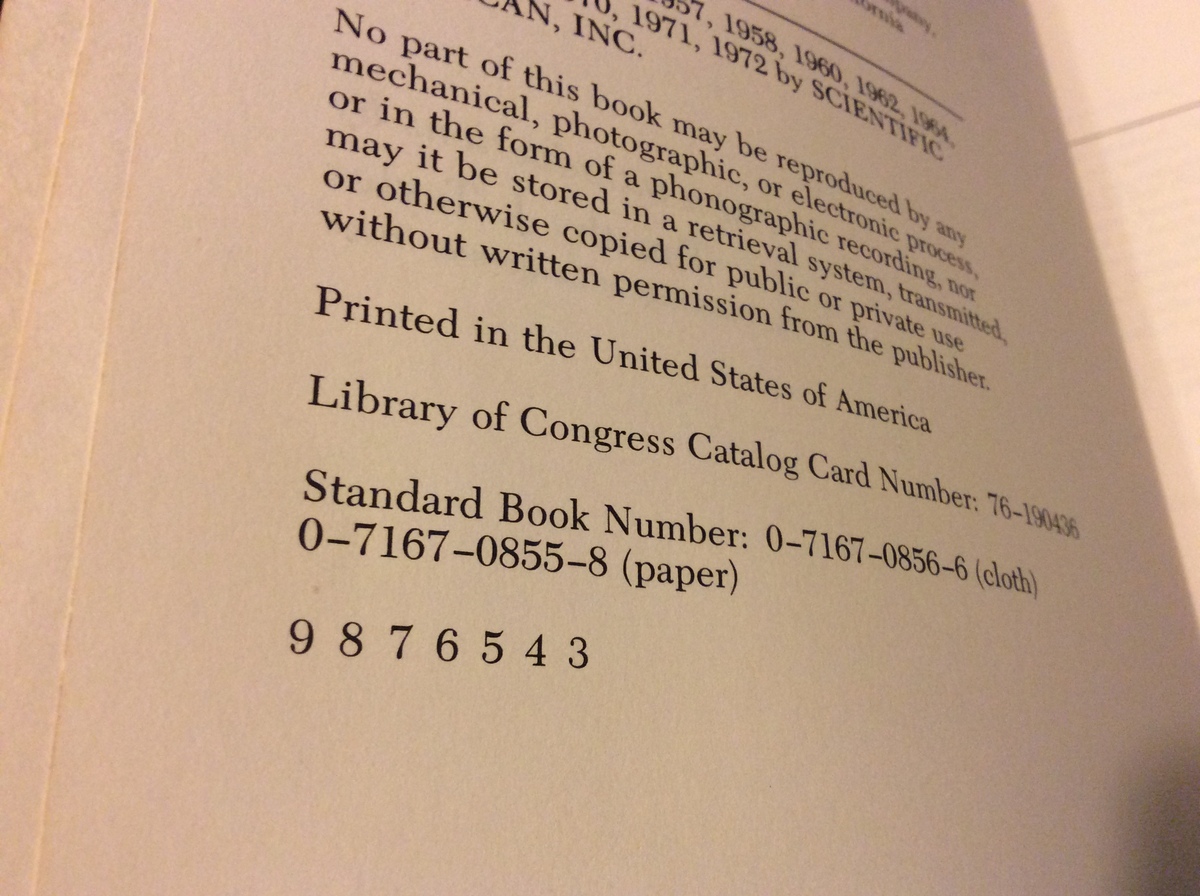 1957, 1958, 1960, 1962, 1964,
1971, 1972 by SCIENTIFIC
INC.
No part of this book may be reproduced by any
mechanical, photographic, or electronic process,
or in the form of a phonographic recording, nor
may it be stored in a retrieval system, transmitted,
or otherwise copied for public or private use
without written permission from the publisher.
Printed in the United States of America
Library of Congress Catalog Card Number: 76–190436
Standard Book Number: 0–7167–0856–6 (cloth)
0–7167–0855–8 (paper)
9 8 7 6 5 4 3